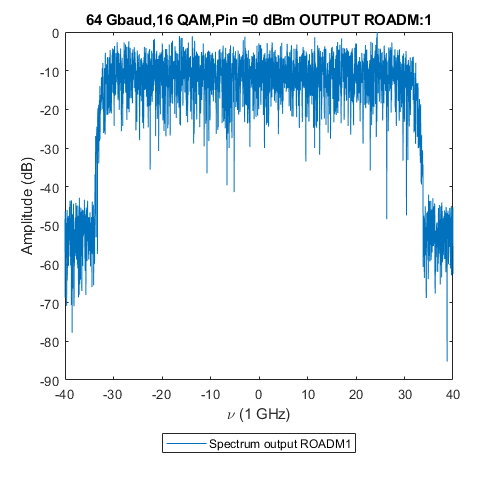 64 Gbaud,16 QAM,Pin =0 dBm OUTPUT ROADM:1
0
-10
-20
-30
-40
-50
-60
-70
-80
-90
Amplitude (dB)
-40 -30 -20 -10 0 10 20 30 40
ν (1 GHz)
Spectrum output ROADM1